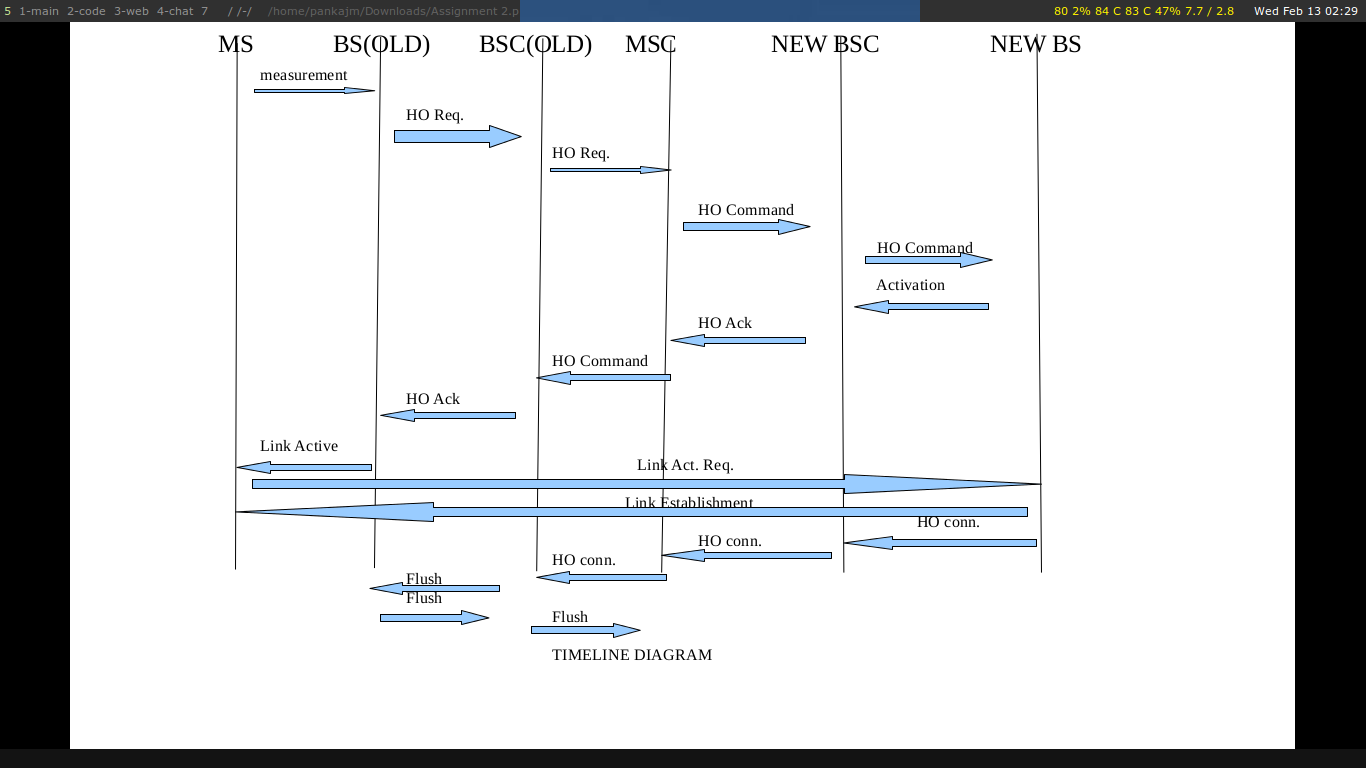 5 1-main 2-code 3-web 4-chat 7 / /-/ /home/pankajm/Downloads/Assignment 2.p 80 2% 84 C 83 C 47% 7.7 / 2.8 Wed Feb 13 02:29
MS BS(OLD) BSC(OLD) MSC NEW BSC NEW BS
measurement
HO Req.
HO Req.
HO Command
HO Command
Activation
HO Ack
HO Command
HO Ack
Link Active
Link Act. Req.
Link Establishment
HO conn.
HO conn.
HO conn.
Flush
Flush
Flush
TIMELINE DIAGRAM